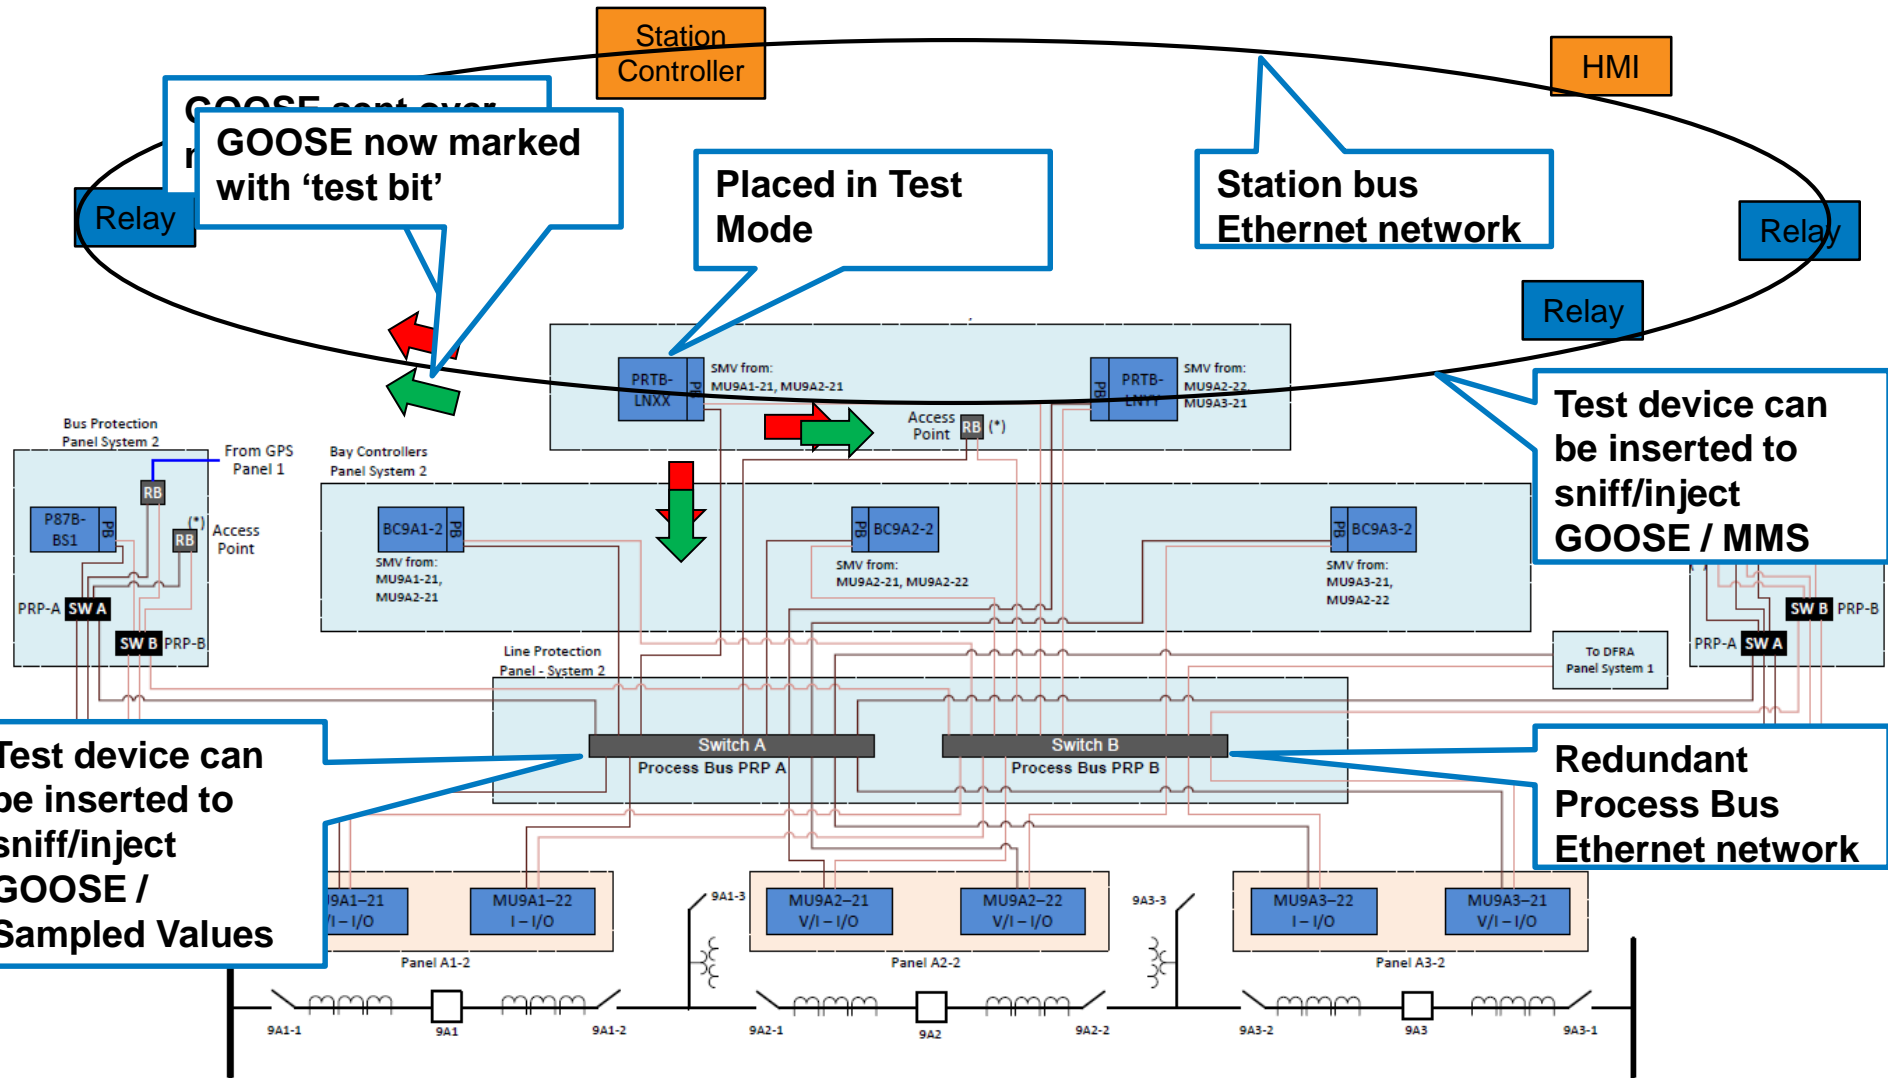 Station
Controller
HMI
GOOSE sent over
GOOSE now marked
with ‘test bit’
Placed in Test
Mode
Station bus
Ethernet network
Relay
Relay
Relay
PRTB-
LNXX
PB
SMV from:
MU9A1-21, MU9A2-21
PB
PRTB-
LNYY
SMV from:
MU9A2-22,
MU9A3-21
Access
Point
RB
(*)
Test device can
be inserted to
sniff/inject
GOOSE / MMS
Bus Protection
Panel System 2
From GPS
Panel 1
RB
P87B-
BS1
PB
(*)
RB
Access
Point
PRP-A
SW A
SW B
PRP-B
Bay Controllers
Panel System 2
BC9A1-2
PB
SMV from:
MU9A1-21,
MU9A2-21
PB
BC9A2-2
SMV from:
MU9A2-21, MU9A2-22
PB
BC9A3-2
SMV from:
MU9A3-21,
MU9A2-22
SW B
PRP-B
PRP-A
SW A
To DFRA
Panel System 1
Line Protection
Panel - System 2
Switch A
Process Bus PRP A
Switch B
Process Bus PRP B
Test device can
be inserted to
sniff/inject
GOOSE /
Sampled Values
Redundant
Process Bus
Ethernet network
9A1–21
/I – I/O
MU9A1–22
I – I/O
Panel A1-2
9A1-3
MU9A2–21
V/I – I/O
MU9A2–22
V/I – I/O
Panel A2-2
9A3-3
MU9A3–22
I – I/O
MU9A3–21
V/I – I/O
Panel A3-2
9A1-1
9A1
9A1-2
9A2-1
9A2
9A2-2
9A3-2
9A3
9A3-1